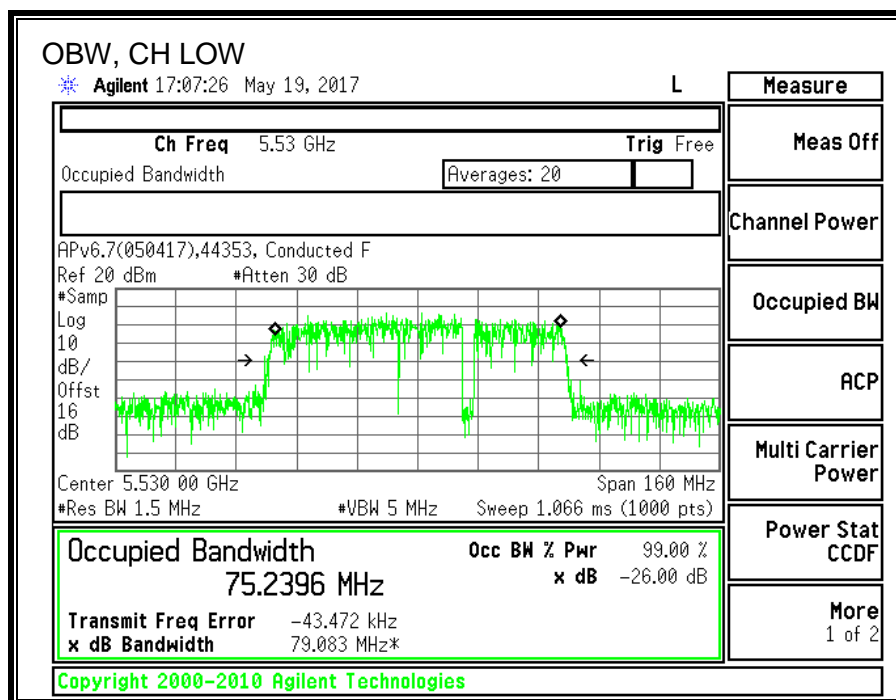 OBW, CH LOW
Agilent 17:07:26 May 19, 2017 L
Measure
Ch Freq 5.53 GHz Trig Free
Meas Off
Occupied Bandwidth Averages: 20
Channel Power
APv6.7(050417),44353, Conducted F
Ref 20 dBm #Atten 30 dB
#Samp
Log
10
dB/
Offst
16
dB
Occupied BW
ACP
Multi Carrier
Power
Center 5.530 00 GHz Span 160 MHz
#Res BW 1.5 MHz #VBW 5 MHz Sweep 1.066 ms (1000 pts)
Power Stat
CCDF
Occupied Bandwidth Occ BW % Pwr 99.00 %
75.2396 MHz x dB -26.00 dB
Transmit Freq Error -43.472 kHz
x dB Bandwidth 79.083 MHz*
More
1 of 2
Copyright 2000-2010 Agilent Technologies